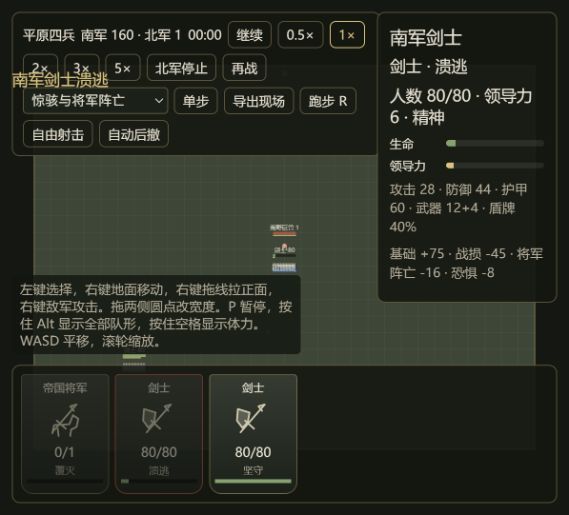 平原四兵 南军 160 · 北军 1 00:00 继续 0.5× 1×
2× 3× 5× 北军停止 再战
南军剑士溃逃
惊骇与将军阵亡 单步 导出现场 跑步 R
自由射击 自动后撤
南军剑士
剑士 · 溃逃
人数 80/80 · 领导力
6 · 精神
生命
领导力
攻击 28 · 防御 44 · 护甲
60 · 武器 12+4 · 盾牌
40%
基础 +75 · 战损 -45 · 将军
阵亡 -16 · 恐惧 -8
左键选择，右键地面移动，右键拖线拉正面，
右键敌军攻击。拖两侧圆点改宽度。P 暂停，按
住 Alt 显示全部队形，按住空格显示体力。
WASD 平移，滚轮缩放。
帝国将军
0/1
覆灭
剑士
80/80
溃逃
剑士
80/80
坚守